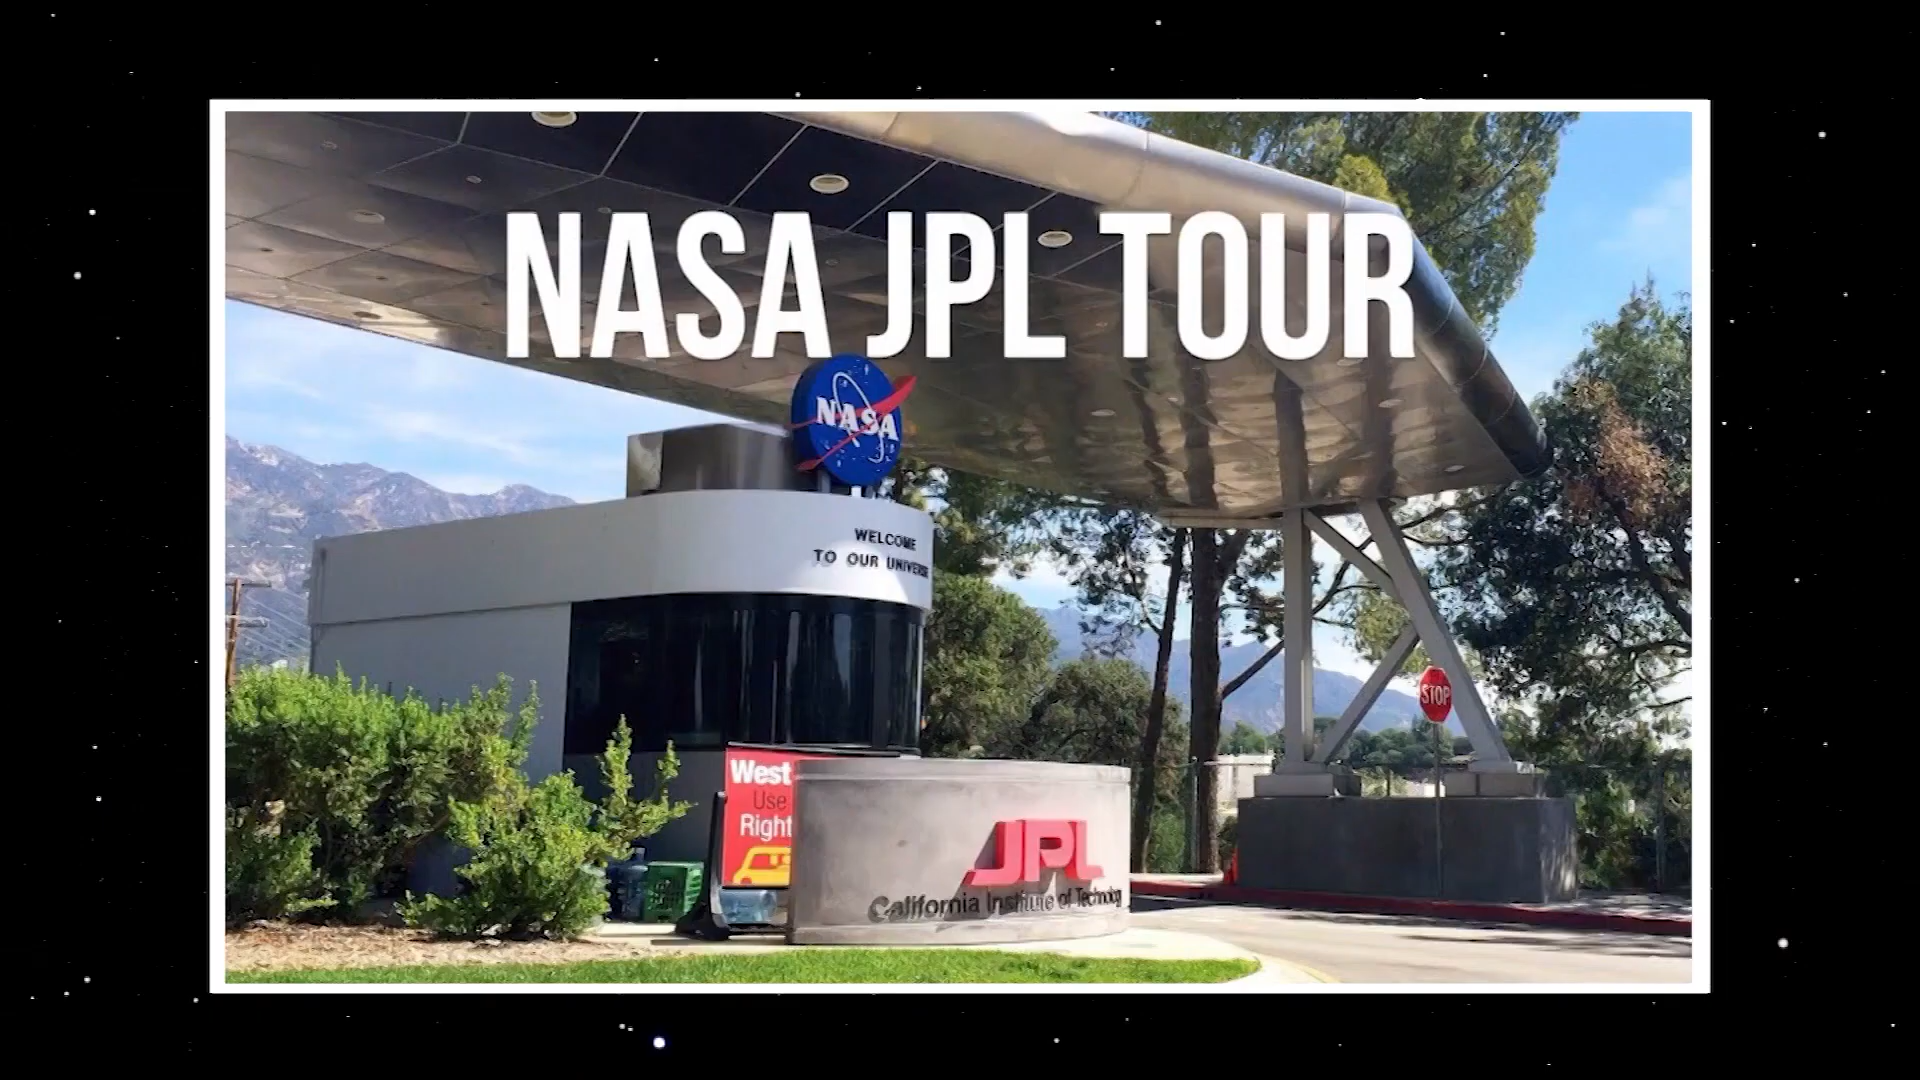 NASA JPL TOUR
NASA
WELCOME
TO OUR UNIVERSE
STOP
West
Use
Right
JPL
California Institute of Technology